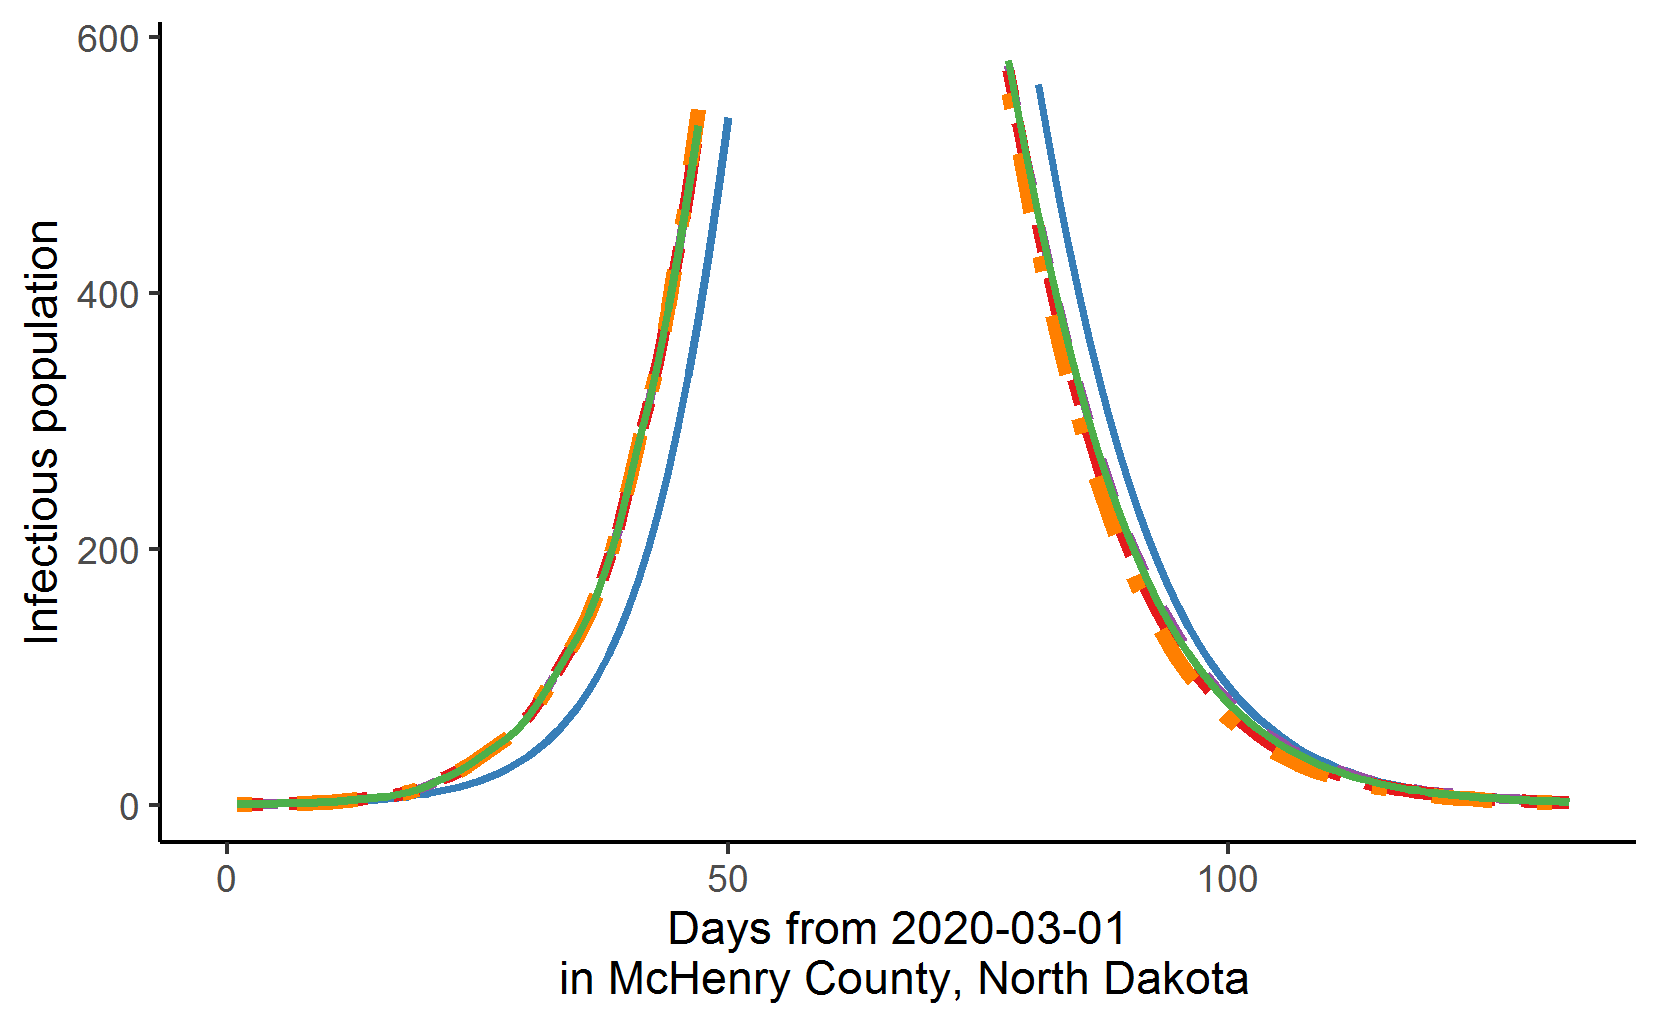 600
400
200
0
Infectious population
0 50 100
Days from 2020-03-01
in McHenry County, North Dakota